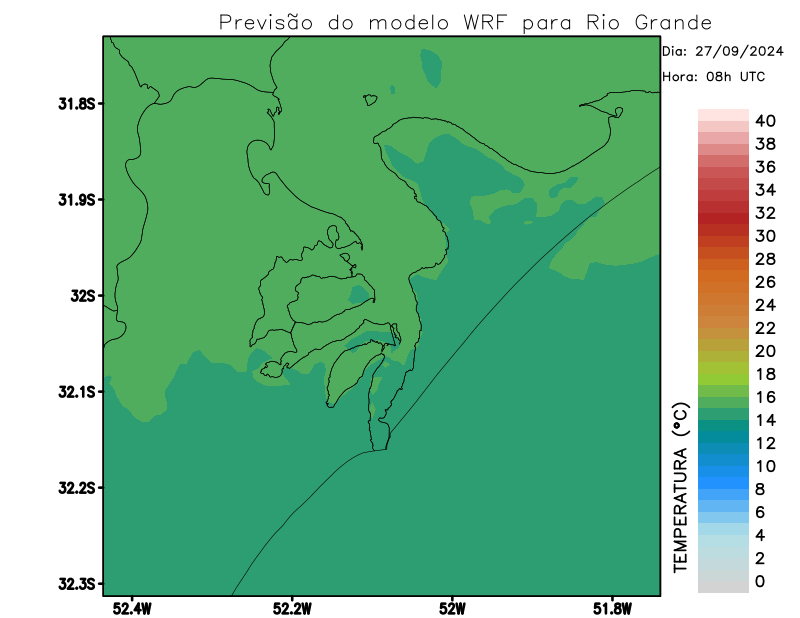 Previsão do modelo WRF para Rio Grande
Dia: 27/09/2024
Hora: 08h UTC
31.8S
31.9S
32S
32.1S
32.2S
32.3S
52.4W
52.2W
52W
51.8W
TEMPERATURA (°C)
40
38
36
34
32
30
28
26
24
22
20
18
16
14
12
10
8
6
4
2
0